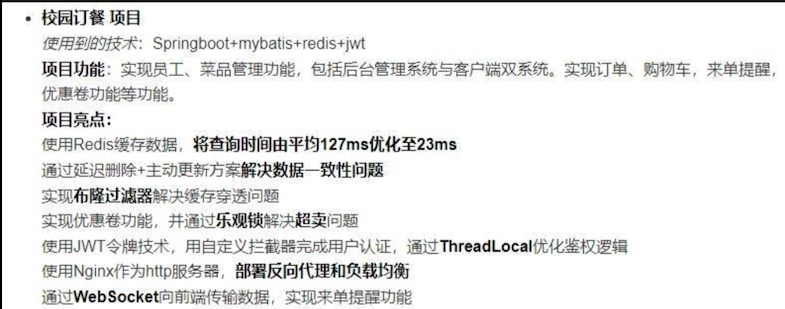 校园订餐 项目
使用到的技术：Springboot+mybatis+redis+jwt
项目功能：实现员工、菜品管理功能，包括后台管理系统与客户端双系统。实现订单、购物车，来单提醒，
优惠卷功能等功能。
项目亮点：
使用Redis缓存数据，将查询时间由平均127ms优化至23ms
通过延迟删除+主动更新方案解决数据一致性问题
实现布隆过滤器解决缓存穿透问题
实现优惠卷功能，并通过乐观锁解决超卖问题
使用JWT令牌技术，用自定义拦截器完成用户认证，通过ThreadLocal优化鉴权逻辑
使用Nginx作为http服务器，部署反向代理和负载均衡
通过WebSocket向前端传输数据，实现来单提醒功能